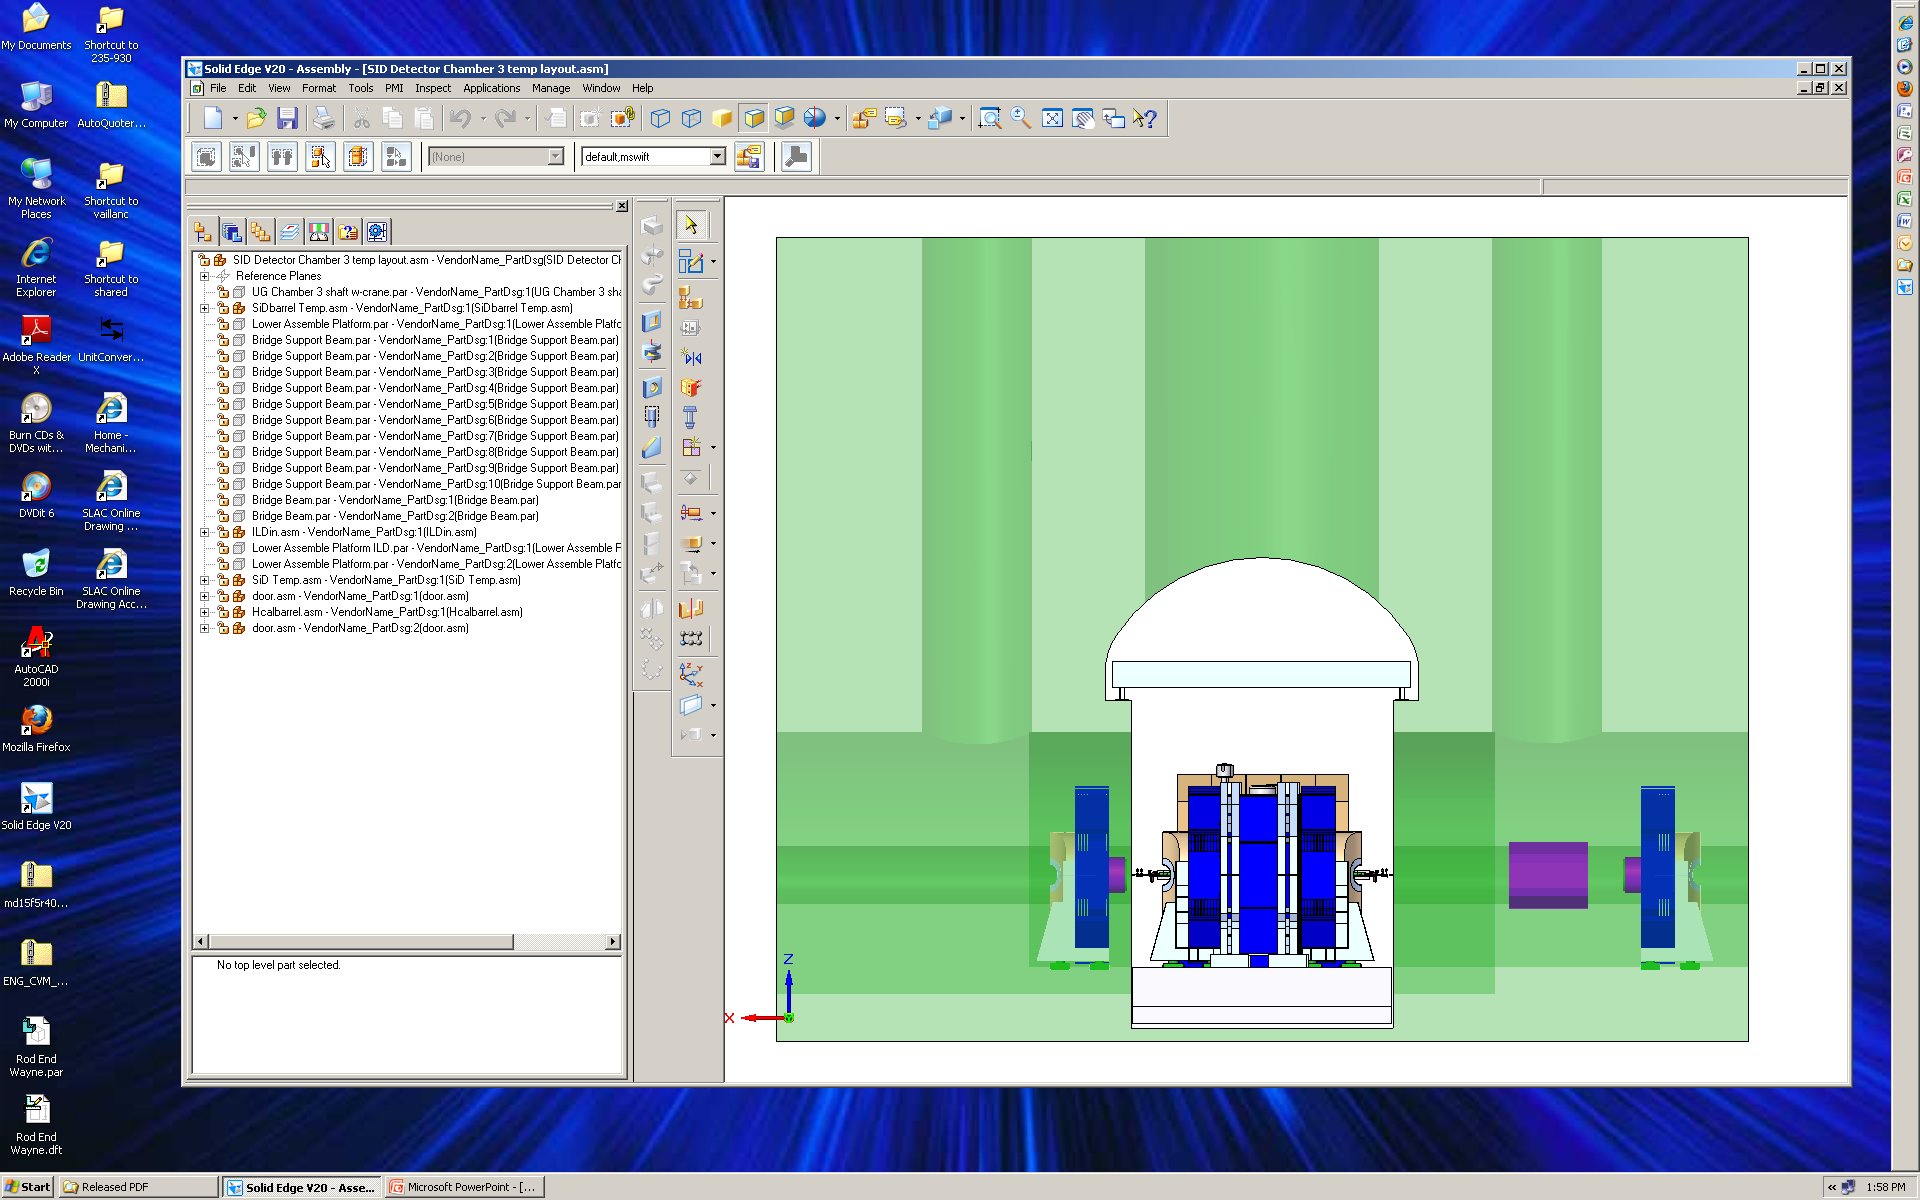 My Documents
Shortcut to
235-930
My Computer
AutoQuoter...
My Network
Places
Shortcut to
vaillanc
Internet
Explorer
Shortcut to
shared
Adobe Reader
X
UnitConver...
Burn CDs &
DVDs wit...
Home -
Mechani...
DVDit 6
SLAC Online
Drawing ...
Recycle Bin
SLAC Online
Drawing Acc...
AutoCAD
2000i
Mozilla Firefox
Solid Edge V20
md15f5r40...
ENG_CVM_...
Rod End
Wayne.par
Rod End
Wayne.dft
Solid Edge V20 - Assembly - [SID Detector Chamber 3 temp layout.asm]
File Edit View Format Tools PMI Inspect Applications Manage Window Help
(None)
default,mswift
SID Detector Chamber 3 temp layout.asm - VendorName_PartDsg(SID Detector Cl
Reference Planes
UG Chamber 3 shaft w-crane.par - VendorName_PartDsg:1(UG Chamber 3 sha
SiDbarrel Temp.asm - VendorName_PartDsg:1(SiDbarrel Temp.asm)
Lower Assemble Platform.par - VendorName_PartDsg:1(Lower Assemble Platfo
Bridge Support Beam.par - VendorName_PartDsg:1(Bridge Support Beam.par)
Bridge Support Beam.par - VendorName_PartDsg:2(Bridge Support Beam.par)
Bridge Support Beam.par - VendorName_PartDsg:3(Bridge Support Beam.par)
Bridge Support Beam.par - VendorName_PartDsg:4(Bridge Support Beam.par)
Bridge Support Beam.par - VendorName_PartDsg:5(Bridge Support Beam.par)
Bridge Support Beam.par - VendorName_PartDsg:6(Bridge Support Beam.par)
Bridge Support Beam.par - VendorName_PartDsg:7(Bridge Support Beam.par)
Bridge Support Beam.par - VendorName_PartDsg:8(Bridge Support Beam.par)
Bridge Support Beam.par - VendorName_PartDsg:9(Bridge Support Beam.par)
Bridge Support Beam.par - VendorName_PartDsg:10(Bridge Support Beam.par
Bridge Beam.par - VendorName_PartDsg:1(Bridge Beam.par)
Bridge Beam.par - VendorName_PartDsg:2(Bridge Beam.par)
ILDin.asm - VendorName_PartDsg:1(ILDin.asm)
Lower Assemble Platform ILD.par - VendorName_PartDsg:1(Lower Assemble F
Lower Assemble Platform.par - VendorName_PartDsg:2(Lower Assemble Platfo
SiD Temp.asm - VendorName_PartDsg:1(SiD Temp.asm)
door.asm - VendorName_PartDsg:1(door.asm)
Hcalbarrel.asm - VendorName_PartDsg:1(Hcalbarrel.asm)
door.asm - VendorName_PartDsg:2(door.asm)
No top level part selected.
Z
X
Start
Released PDF
Solid Edge V20 - Asse...
Microsoft PowerPoint - [...
1:58 PM